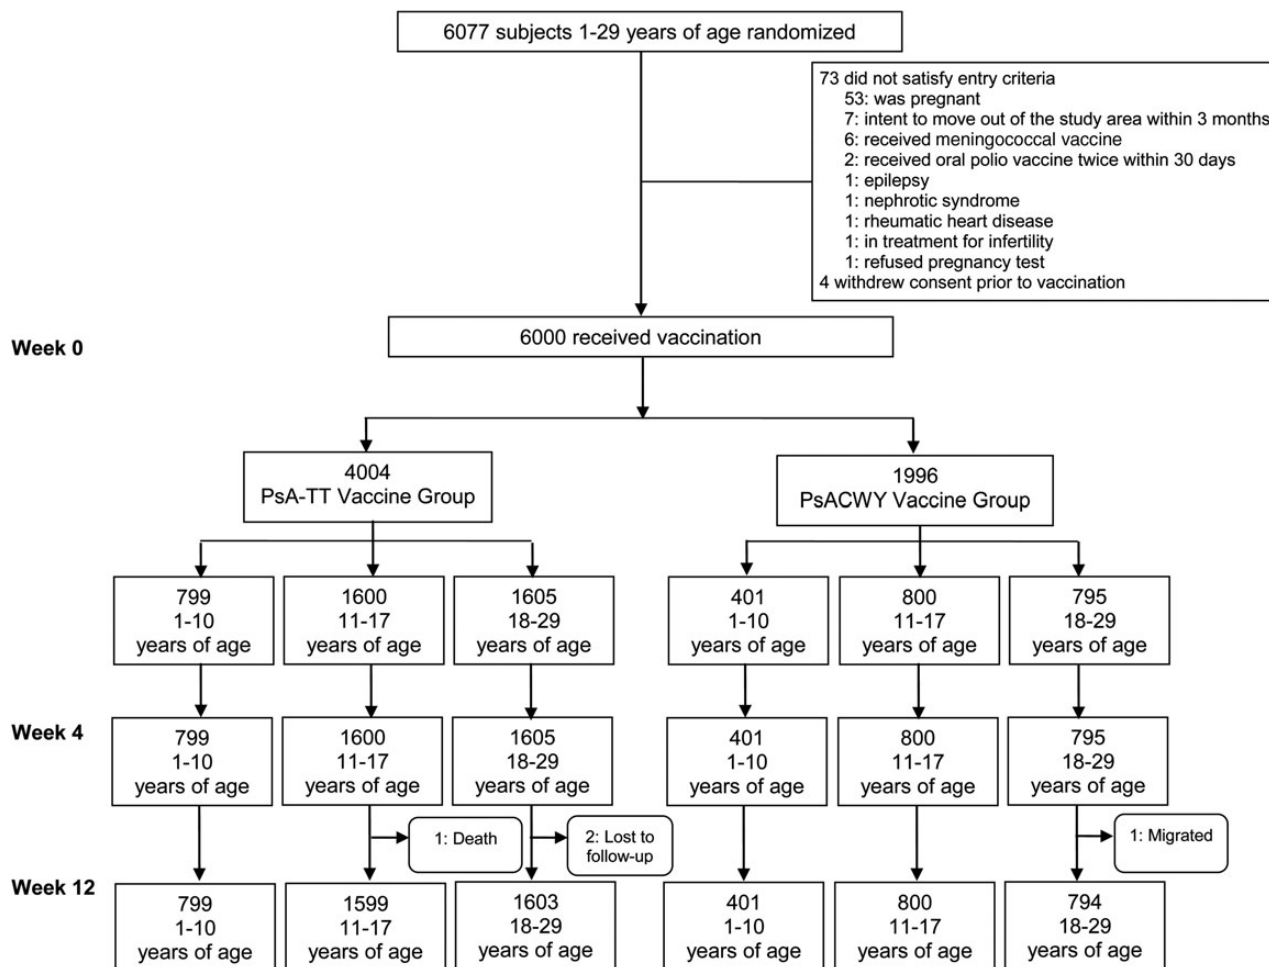 6077 subjects 1-29 years of age randomized
73 did not satisfy entry criteria
53: was pregnant
7: intent to move out of the study area within 3 months
6: received meningococcal vaccine
2: received oral polio vaccine twice within 30 days
1: epilepsy
1: nephrotic syndrome
1: rheumatic heart disease
1: in treatment for infertility
1: refused pregnancy test
4 withdrew consent prior to vaccination
Week 0
6000 received vaccination
4004
PsA-TT Vaccine Group
1996
PsACWY Vaccine Group
799
1-10
years of age
1600
11-17
years of age
1605
18-29
years of age
401
1-10
years of age
800
11-17
years of age
795
18-29
years of age
Week 4
799
1-10
years of age
1600
11-17
years of age
1605
18-29
years of age
401
1-10
years of age
800
11-17
years of age
795
18-29
years of age
1: Death
2: Lost to
follow-up
1: Migrated
Week 12
799
1-10
years of age
1599
11-17
years of age
1603
18-29
years of age
401
1-10
years of age
800
11-17
years of age
794
18-29
years of age